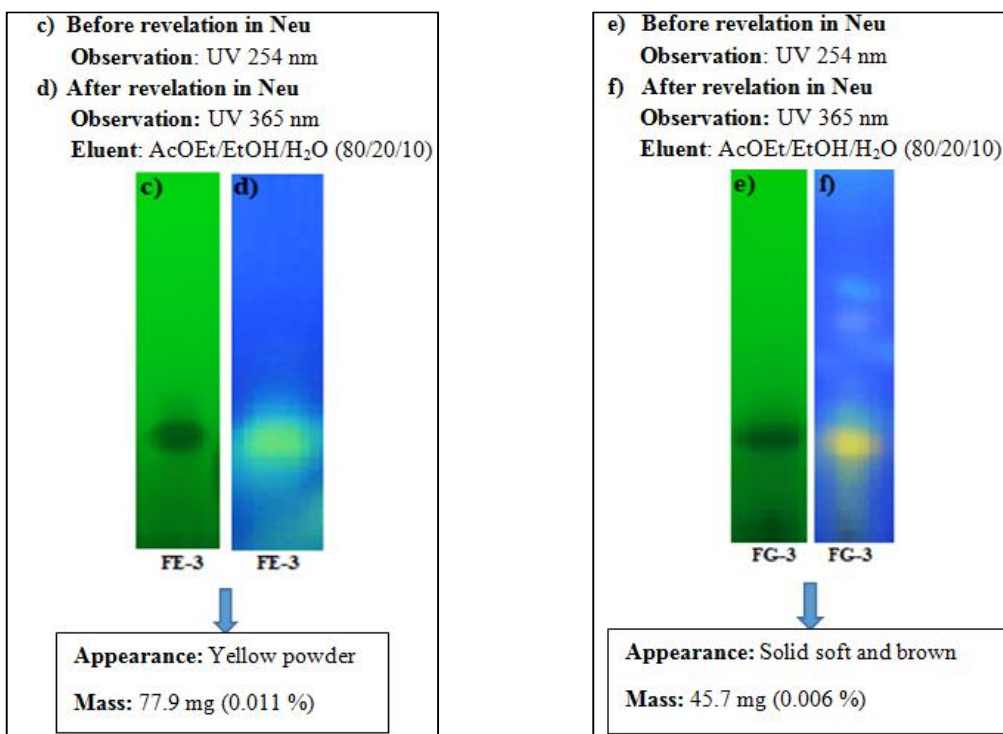 c) Before revelation in Neu
Observation: UV 254 nm
d) After revelation in Neu
Observation: UV 365 nm
Eluent: AcOEt/EtOH/H₂O (80/20/10)
c)
d)
FE-3
FE-3
Appearance: Yellow powder
Mass: 77.9 mg (0.011 %)
e) Before revelation in Neu
Observation: UV 254 nm
f) After revelation in Neu
Observation: UV 365 nm
Eluent: AcOEt/EtOH/H₂O (80/20/10)
e)
f)
FG-3
FG-3
Appearance: Solid soft and brown
Mass: 45.7 mg (0.006 %)